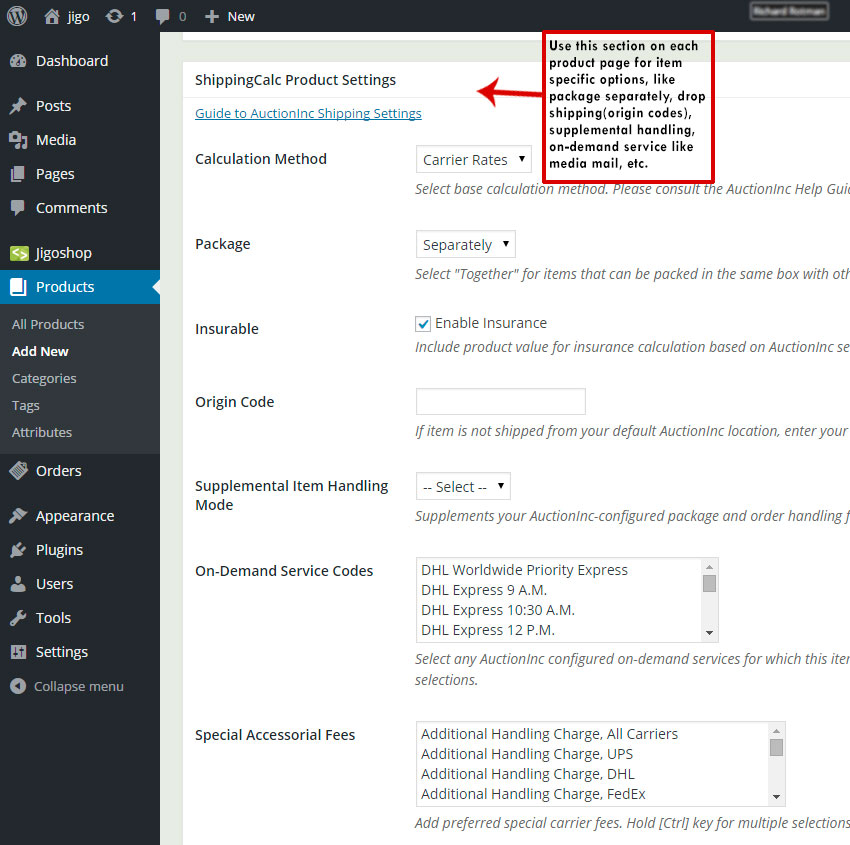 jigo 1 0 New
Dashboard
Posts
Media
Pages
Comments
Jigoshop
Products
All Products
Add New
Categories
Tags
Attributes
Orders
Appearance
Plugins
Users
Tools
Settings
Collapse menu
Use this section on each
product page for item
specific options, like
package separately, drop
shipping(origin codes),
supplemental handling,
on-demand service like
media mail, etc.
ShippingCalc Product Settings
Guide to AuctionInc Shipping Settings
Calculation Method
Carrier Rates
Select base calculation method. Please consult the AuctionInc Help Guid
Package
Separately
Select "Together" for items that can be packed in the same box with oth
Insurable
Enable Insurance
Include product value for insurance calculation based on AuctionInc se
Origin Code
If item is not shipped from your default AuctionInc location, enter your
Supplemental Item Handling
Mode
-- Select --
Supplements your AuctionInc-configured package and order handling f
On-Demand Service Codes
DHL Worldwide Priority Express
DHL Express 9 A.M.
DHL Express 10:30 A.M.
DHL Express 12 P.M.
Select any AuctionInc configured on-demand services for which this iten
selections.
Special Accessorial Fees
Additional Handling Charge, All Carriers
Additional Handling Charge, UPS
Additional Handling Charge, DHL
Additional Handling Charge, FedEx
Add preferred special carrier fees. Hold [Ctrl] key for multiple selections